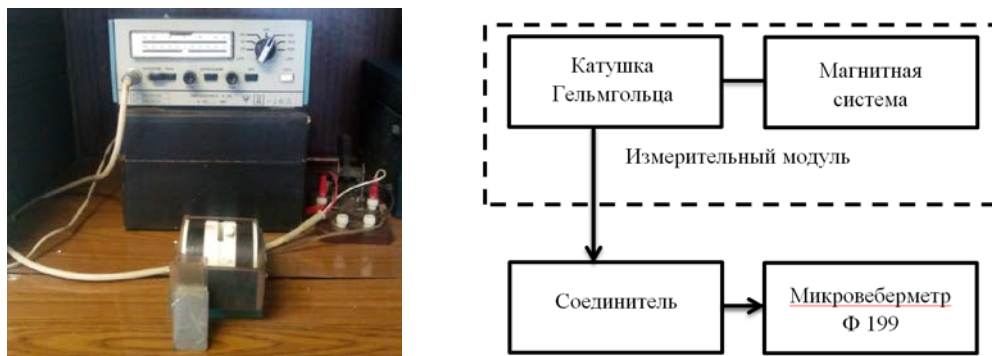 Катушка
Гельмгольца
Магнитная
система
Измерительный модуль
Соединитель
Микровеберметр
Ф 199